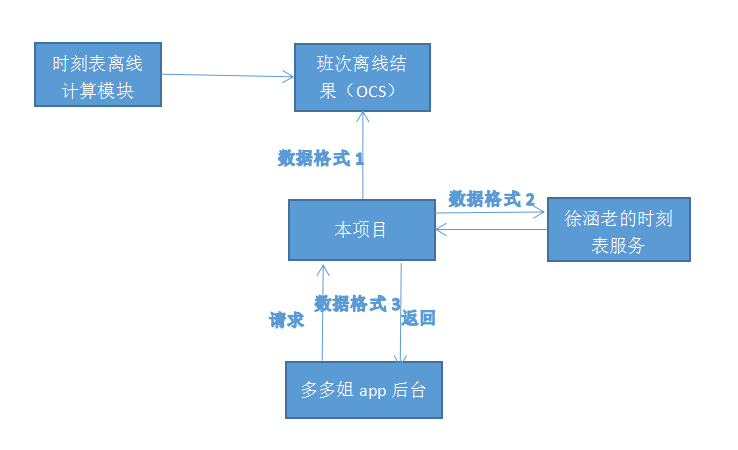 时刻表离线
计算模块
班次离线结
果（OCS）
数据格式 1
数据格式 2
本项目
徐涵老的时刻
表服务
数据格式 3
请求
返回
多多姐 app 后台